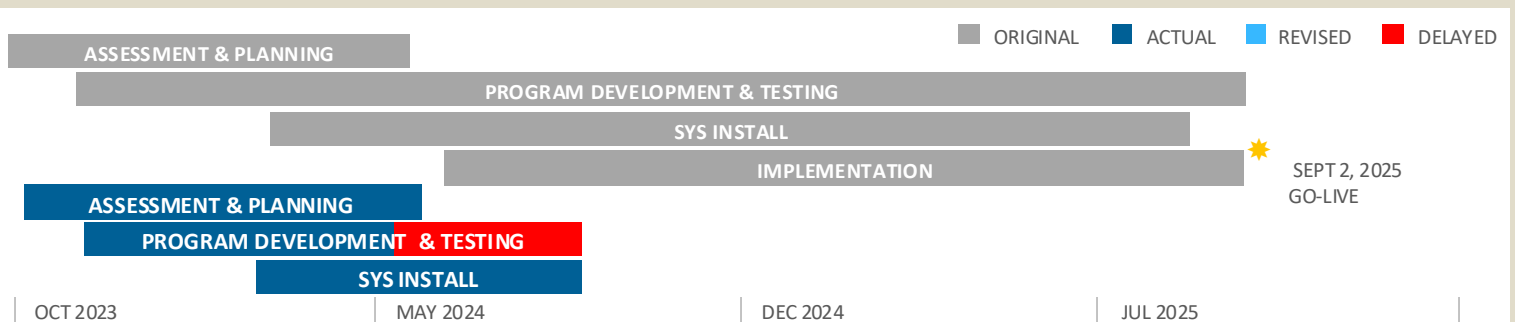 ORIGINAL
ACTUAL
REVISED
DELAYED
ASSESSMENT & PLANNING
PROGRAM DEVELOPMENT & TESTING
SYS INSTALL
IMPLEMENTATION
SEPT 2, 2025
GO-LIVE
ASSESSMENT & PLANNING
PROGRAM DEVELOPMENT & TESTING
SYS INSTALL
OCT 2023
MAY 2024
DEC 2024
JUL 2025